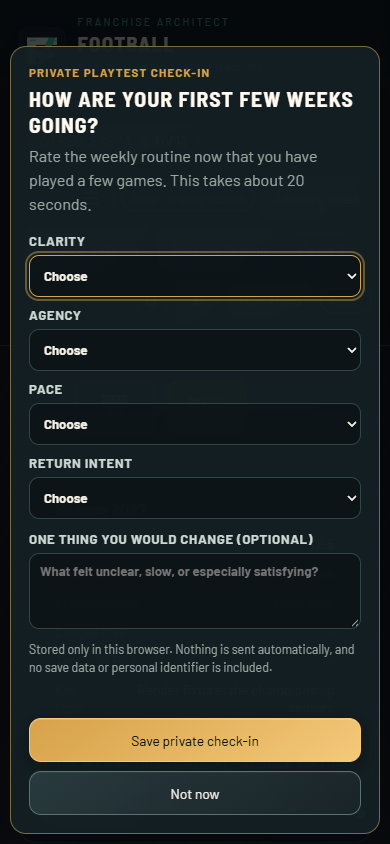 FRANCHISE ARCHITECT
FOOTBALL
PRIVATE PLAYTEST CHECK-IN
HOW ARE YOUR FIRST FEW WEEKS
GOING?
Rate the weekly routine now that you have
played a few games. This takes about 20
seconds.
CLARITY
Choose
AGENCY
Choose
PACE
Choose
RETURN INTENT
Choose
ONE THING YOU WOULD CHANGE (OPTIONAL)
What felt unclear, slow, or especially satisfying?
Stored only in this browser. Nothing is sent automatically, and
no save data or personal identifier is included.
Save private check-in
Not now